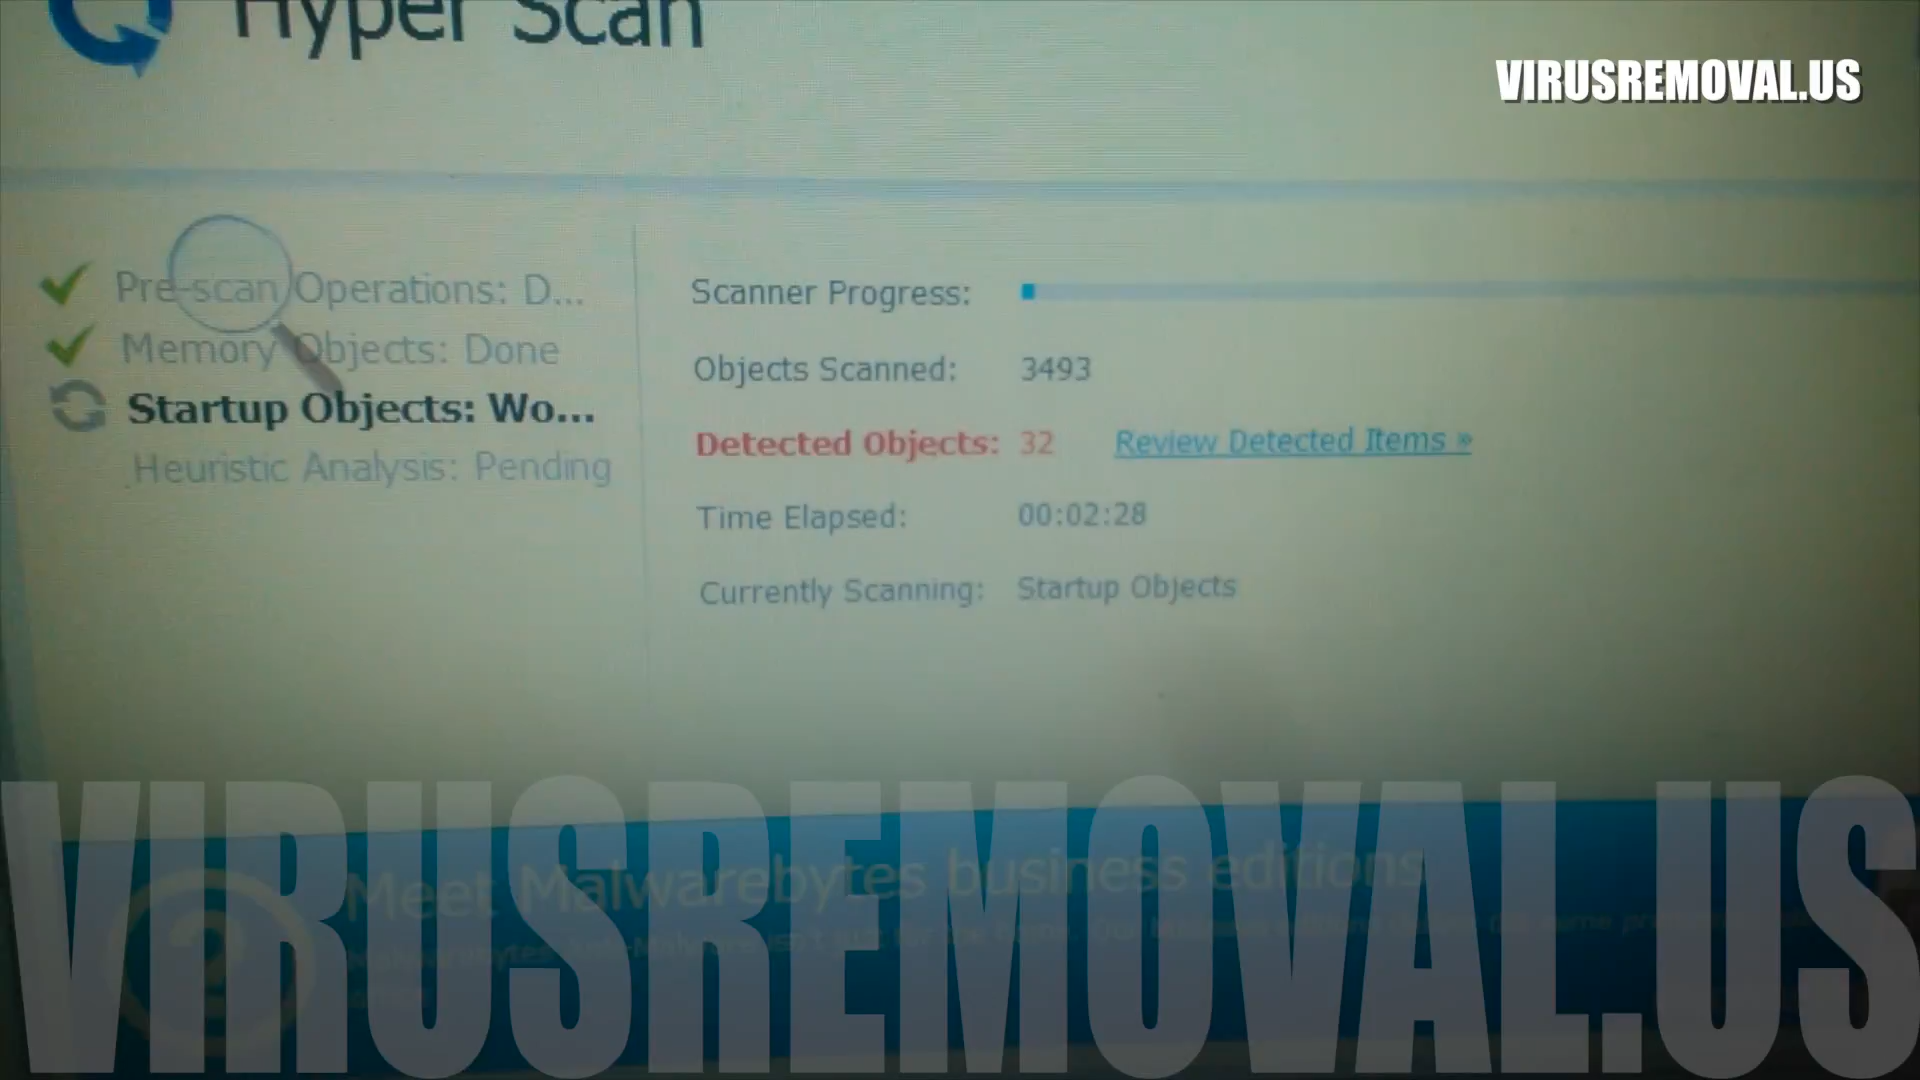 Hyper Scan
VIRUSREMOVAL.US
Pre-scan Operations: D...
Memory Objects: Done
Startup Objects: Wo...
Heuristic Analysis: Pending
Scanner Progress:
Objects Scanned: 3493
Detected Objects: 32 Review Detected Items »
Time Elapsed: 00:02:28
Currently Scanning: Startup Objects
Meet Malwarebytes business editions
VIRUSREMOVAL.US